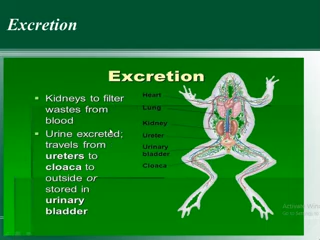 Excretion
Excretion
Kidneys to filter
wastes from
blood
Urine excreted;
travels from
ureters to
cloaca to
outside or
stored in
urinary
bladder
Heart
Lung
Kidney
Ureter
Urinary
bladder
Cloaca